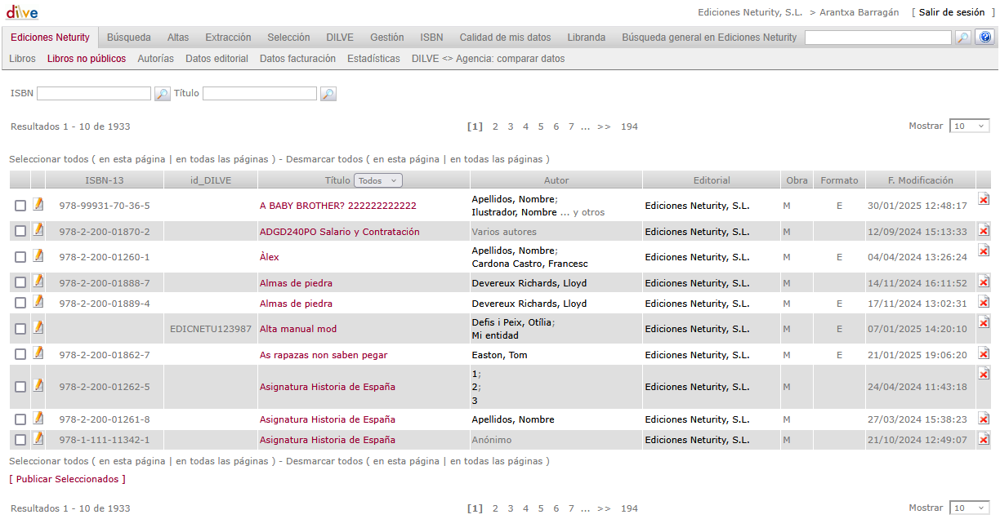 dilve
Ediciones Neturity, S.L. > Arantxa Barragán [ Salir de sesión ]
Ediciones Neturity Búsqueda Altas Extracción Selección DILVE Gestión ISBN Calidad de mis datos Libranda Búsqueda general en Ediciones Neturity
Libros Libros no públicos Autorías Datos editorial Datos facturación Estadísticas DILVE <> Agencia: comparar datos
ISBN Título
Resultados 1 - 10 de 1933 [1] 2 3 4 5 6 7 ... >> 194 Mostrar 10
Seleccionar todos ( en esta página | en todas las páginas ) - Desmarcar todos ( en esta página | en todas las páginas )
ISBN-13 id_DILVE Título Todos Autor Editorial Obra Formato F. Modificación
978-99931-70-36-5 A BABY BROTHER? 222222222222 Apellidos, Nombre; Ediciones Neturity, S.L. M E 30/01/2025 12:48:17
Ilustrador, Nombre ... y otros
978-2-200-01870-2 ADGD240PO Salario y Contratación Varios autores Ediciones Neturity, S.L. M 12/09/2024 15:13:33
978-2-200-01260-1 Àlex Apellidos, Nombre; Ediciones Neturity, S.L. M E 04/04/2024 13:26:24
Cardona Castro, Francesc
978-2-200-01888-7 Almas de piedra Devereux Richards, Lloyd Ediciones Neturity, S.L. M 14/11/2024 16:11:52
978-2-200-01889-4 Almas de piedra Devereux Richards, Lloyd Ediciones Neturity, S.L. M E 17/11/2024 13:02:31
EDICNETU123987 Alta manual mod Defis i Peix, Otília; Ediciones Neturity, S.L. M E 07/01/2025 14:20:10
Mi entidad
978-2-200-01862-7 As rapazas non saben pegar Easton, Tom Ediciones Neturity, S.L. M E 21/01/2025 19:06:20
1;
978-2-200-01262-5 Asignatura Historia de España 2; Ediciones Neturity, S.L. M 24/04/2024 11:43:18
3
978-2-200-01261-8 Asignatura Historia de España Apellidos, Nombre Ediciones Neturity, S.L. M 27/03/2024 15:38:23
978-1-111-11342-1 Asignatura Historia de España Anónimo Ediciones Neturity, S.L. M 21/10/2024 12:49:07
Seleccionar todos ( en esta página | en todas las páginas ) - Desmarcar todos ( en esta página | en todas las páginas )
[ Publicar Seleccionados ]
Resultados 1 - 10 de 1933 [1] 2 3 4 5 6 7 ... >> 194 Mostrar 10